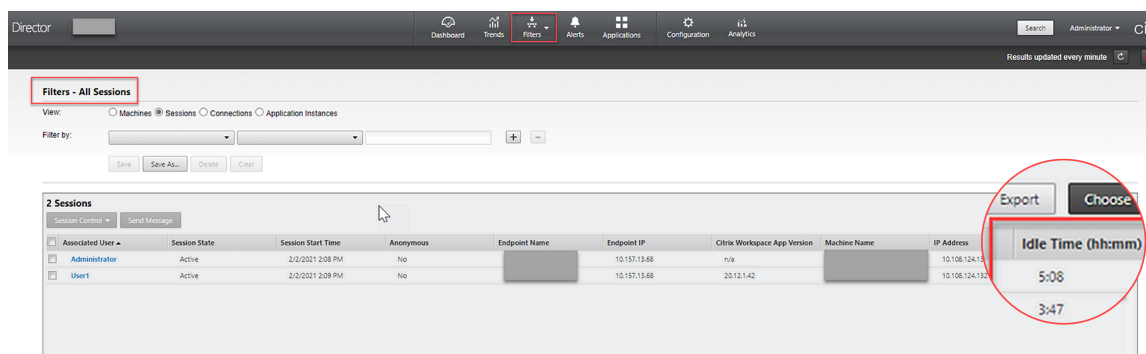 Director
Dashboard Trends Filters Alerts Applications Configuration Analytics
Search Administrator
Results updated every minute
Filters - All Sessions
View: Machines Sessions Connections Application Instances
Filter by:
+ -
Save Save As... Delete Clear
2 Sessions
Export Choose
Session Control Send Message
Associated User Session State Session Start Time Anonymous Endpoint Name Endpoint IP Citrix Workspace App Version Machine Name IP Address Idle Time (hh:mm)
Administrator Active 2/2/2021 2:08 PM No 10.157.13.68 n/a 5:08
User1 Active 2/2/2021 2:09 PM No 10.157.13.68 20.12.1.42 3:47